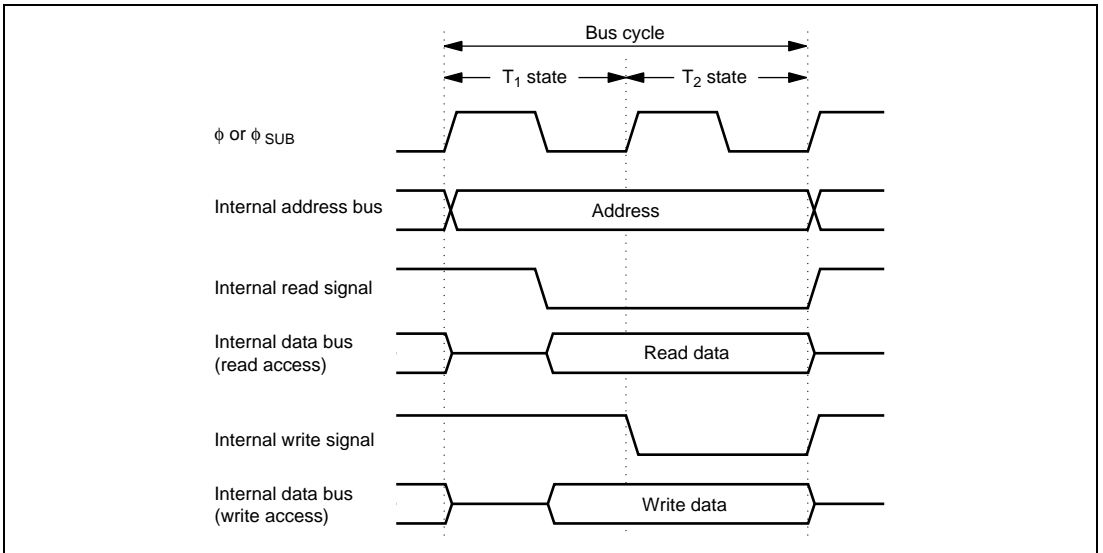 Bus cycle
T₁ state
T₂ state
ϕ or ϕ SUB
Internal address bus
Address
Internal read signal
Internal data bus
(read access)
Read data
Internal write signal
Internal data bus
(write access)
Write data